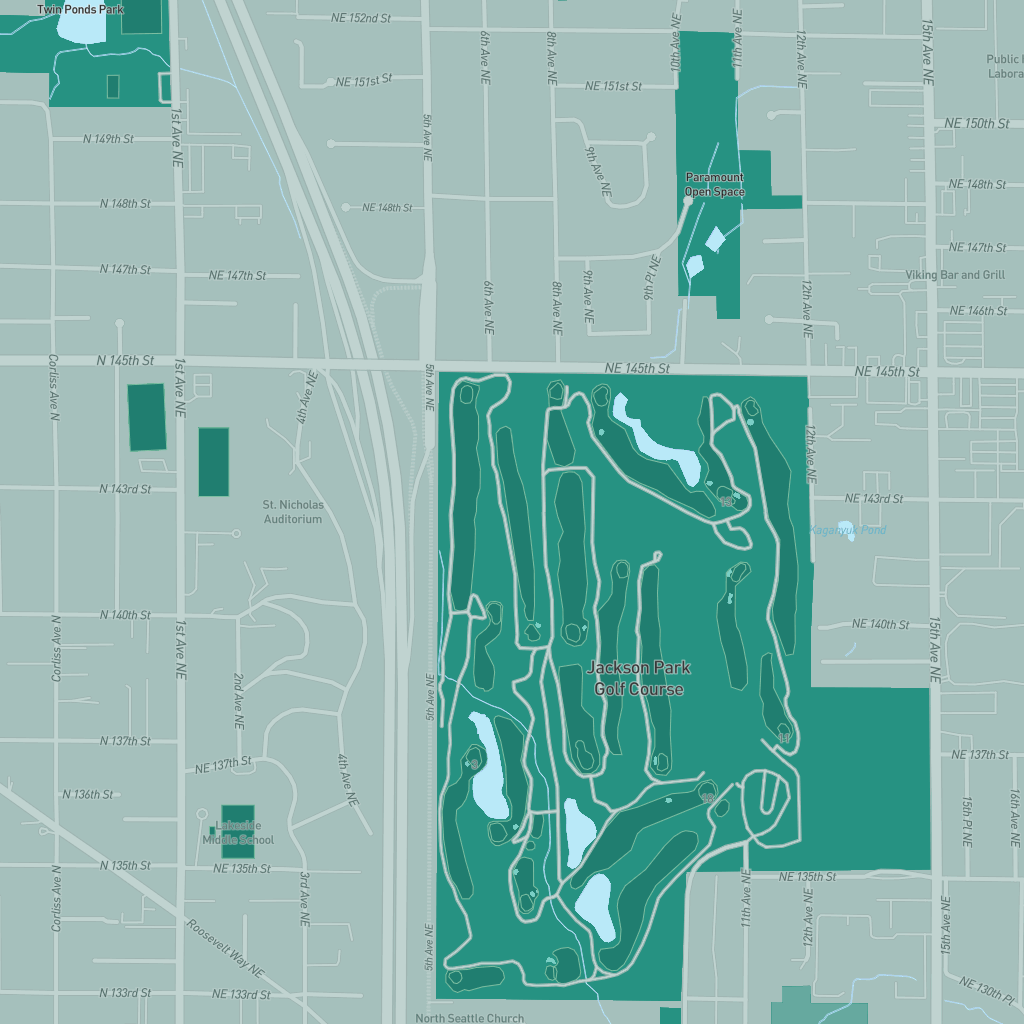 Twin Ponds Park
NE 152nd St
6th Ave NE
8th Ave NE
10th Ave NE
11th Ave NE
12th Ave NE
15th Ave NE
Public H
Labora
NE 151st St
NE 151st St
1st Ave NE
5th Ave NE
NE 150th St
N 149th St
9th Ave NE
Paramount
Open Space
NE 148th St
N 148th St
NE 148th St
NE 147th St
N 147th St
NE 147th St
Viking Bar and Grill
6th Ave NE
8th Ave NE
9th Ave NE
9th Pl NE
12th Ave NE
NE 146th St
N 145th St
NE 145th St
NE 145th St
Corliss Ave N
1st Ave NE
4th Ave NE
5th Ave NE
12th Ave NE
N 143rd St
NE 143rd St
St. Nicholas
Auditorium
15
Kaganyuk Pond
N 140th St
NE 140th St
Corliss Ave N
1st Ave NE
15th Ave NE
2nd Ave NE
5th Ave NE
Jackson Park
Golf Course
N 137th St
11
NE 137th St
NE 137th St
9
4th Ave NE
N 136th St
15th Pl NE
16th Ave NE
Lakeside
Middle School
N 135th St
NE 135th St
NE 135th St
Corliss Ave N
3rd Ave NE
11th Ave NE
12th Ave NE
15th Ave NE
Roosevelt Way NE
5th Ave NE
N 133rd St
NE 133rd St
NE 130th Pl
North Seattle Church